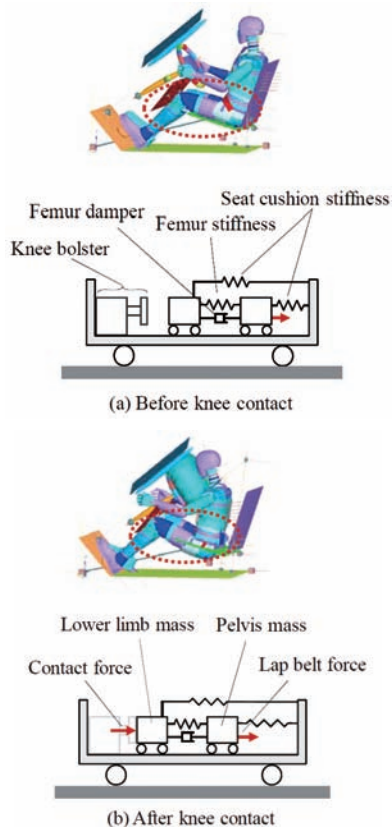 Seat cushion stiffness
Femur damper
Femur stiffness
Knee bolster
(a) Before knee contact
Lower limb mass
Pelvis mass
Contact force
Lap belt force
(b) After knee contact